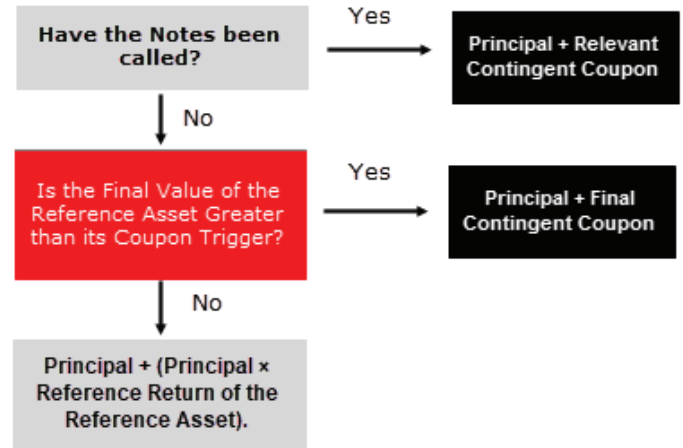 Have the Notes been
called?
Yes
Principal + Relevant
Contingent Coupon
No
Is the Final Value of the
Reference Asset Greater
than its Coupon Trigger?
Yes
Principal + Final
Contingent Coupon
No
Principal + (Principal ×
Reference Return of the
Reference Asset).